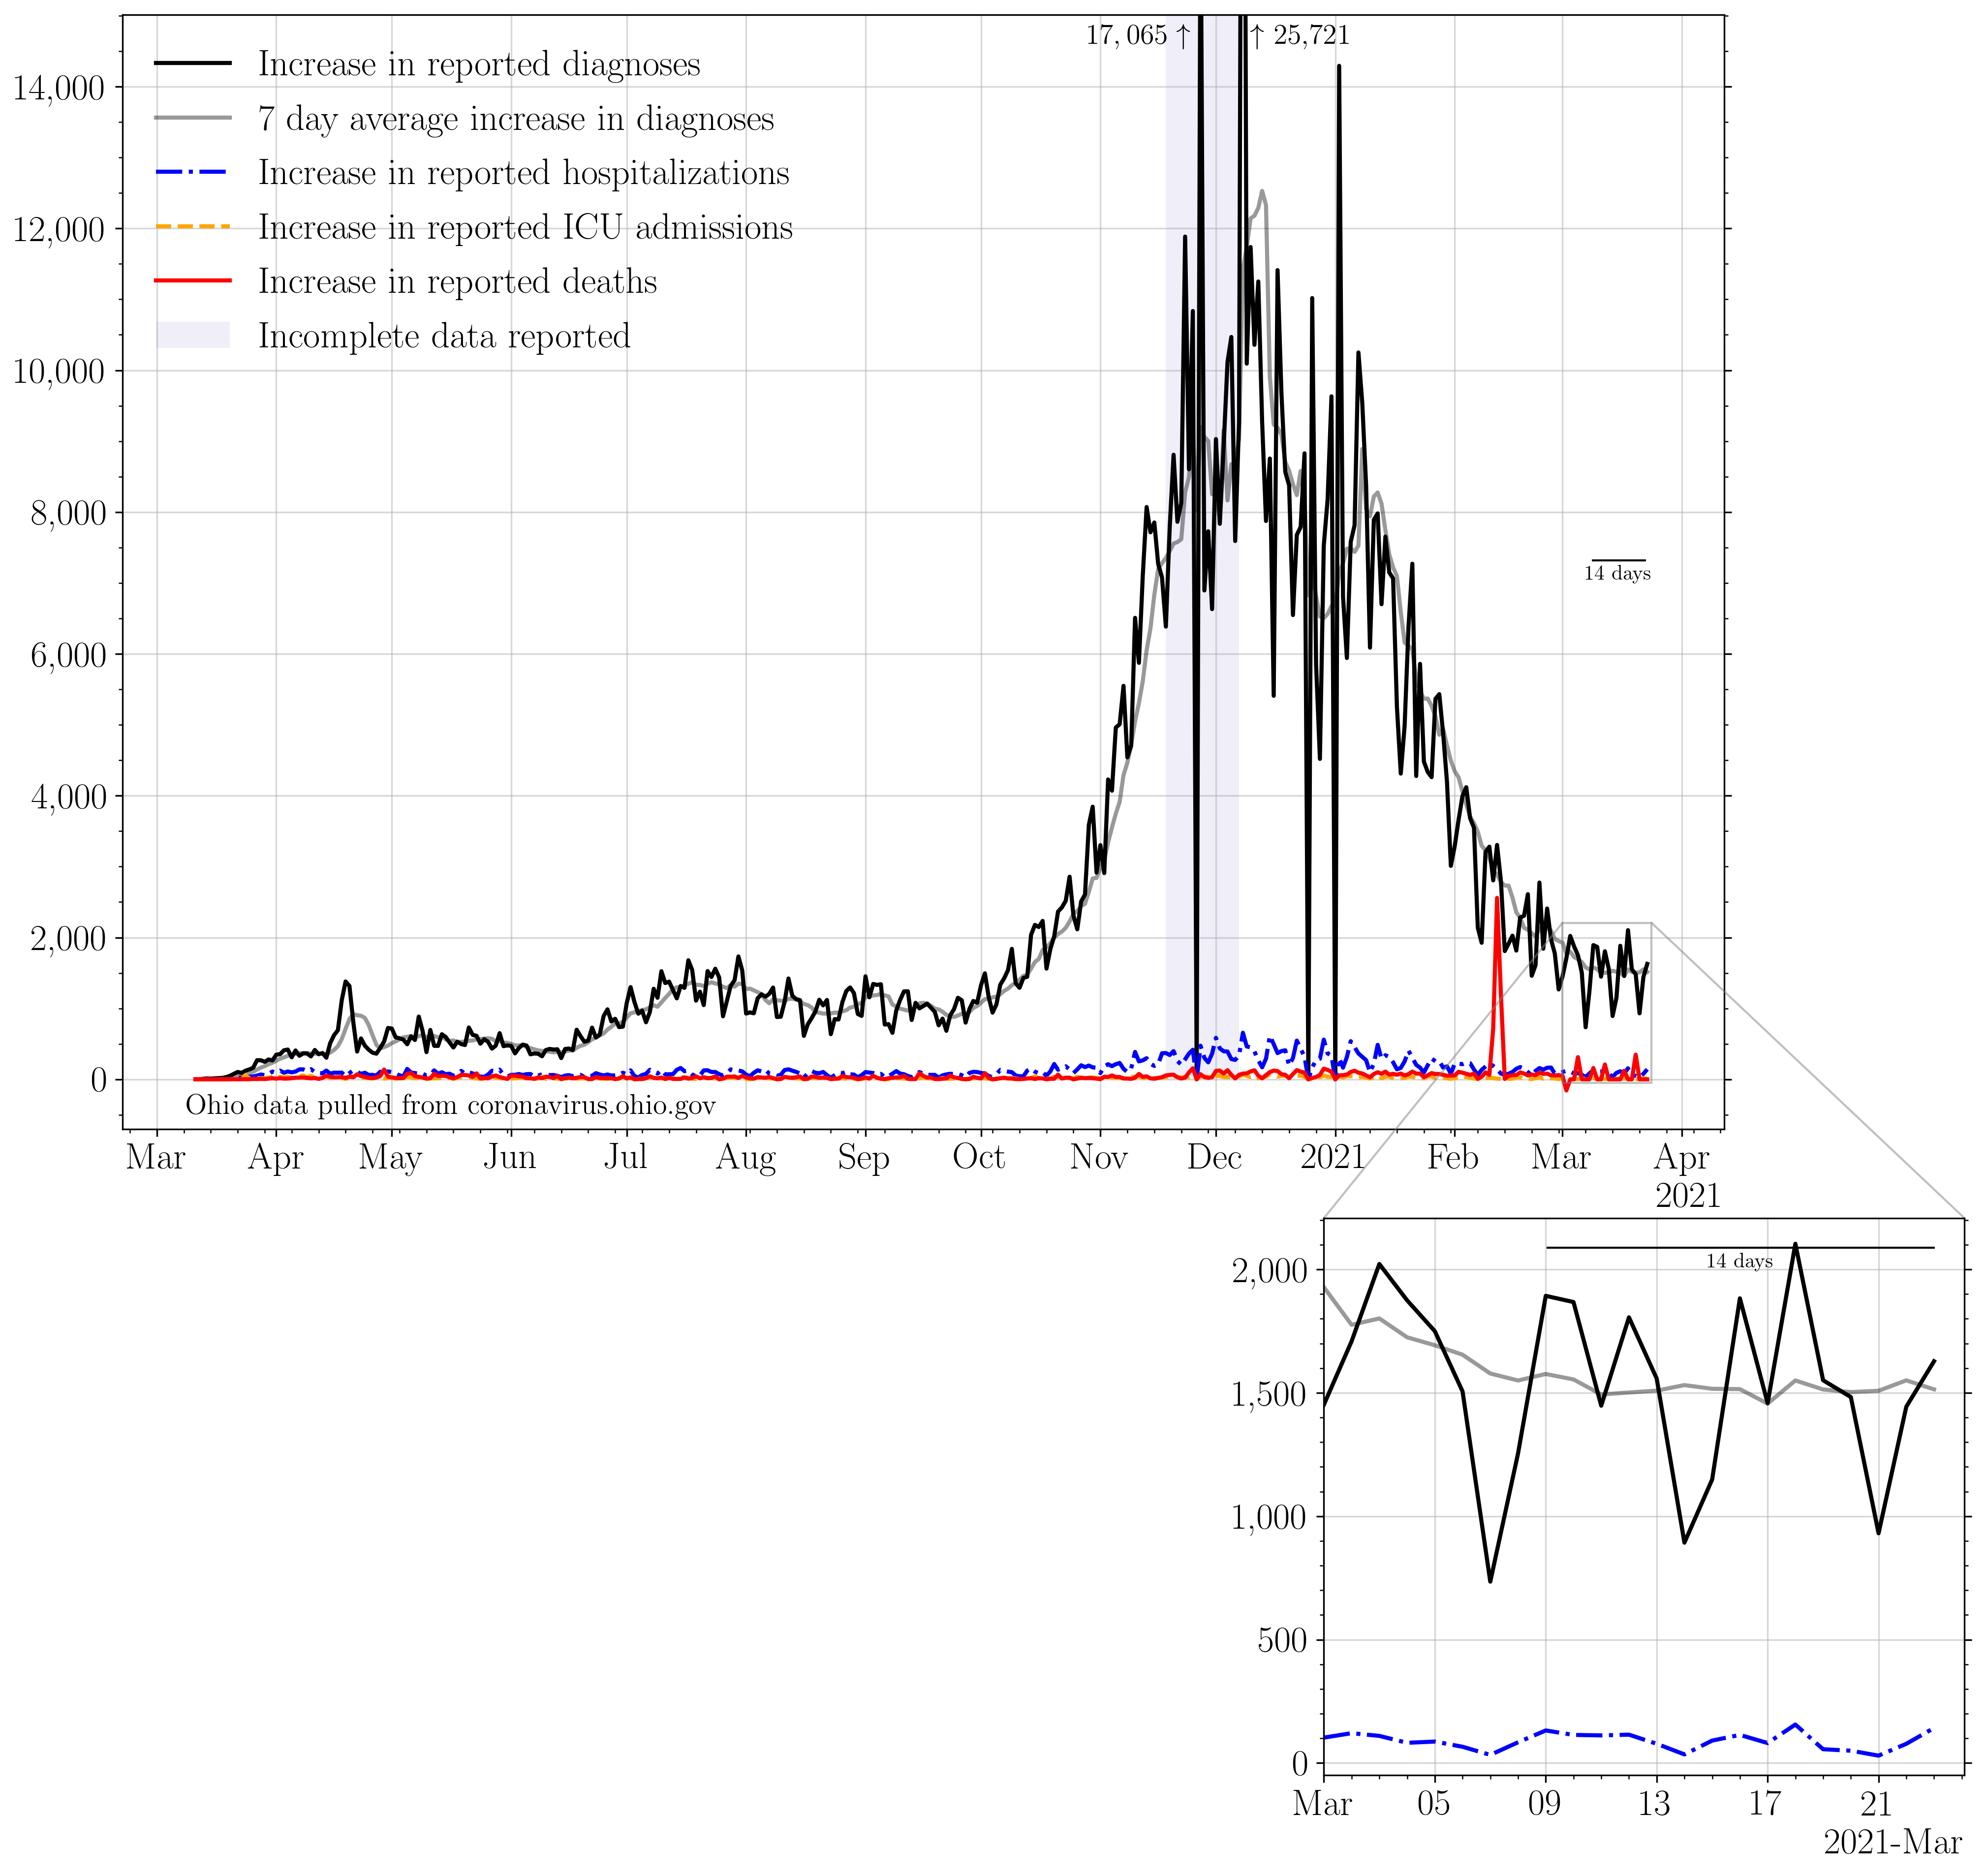 17, 065 ↑ ↑ 25,721
Increase in reported diagnoses
7 day average increase in diagnoses
Increase in reported hospitalizations
Increase in reported ICU admissions
Increase in reported deaths
Incomplete data reported
14,000
12,000
10,000
8,000
6,000
4,000
2,000
0
14 days
Ohio data pulled from coronavirus.ohio.gov
Mar Apr May Jun Jul Aug Sep Oct Nov Dec 2021 Feb Mar Apr
2021
14 days
2,000
1,500
1,000
500
0
Mar 05 09 13 17 21
2021-Mar